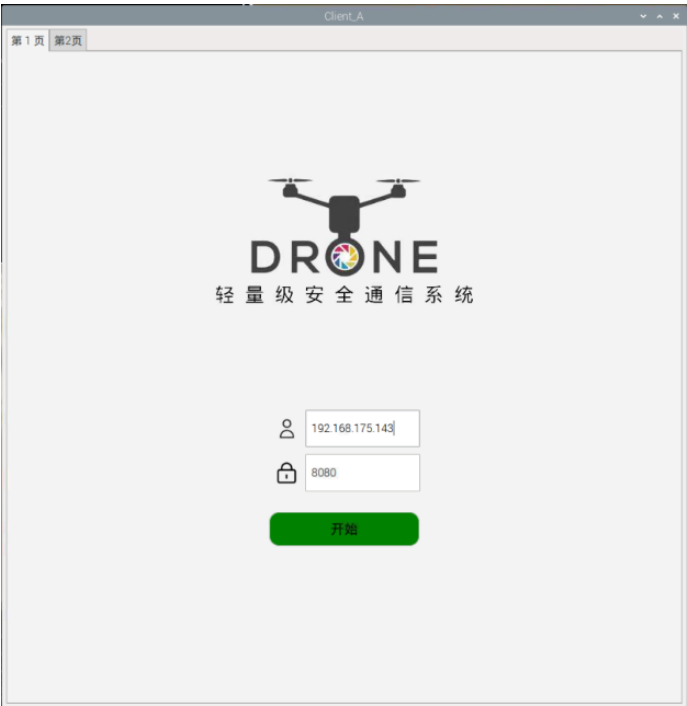 Client_A
第 1 页 第2页
DRONE
轻量级安全通信系统
192.168.175.143
8080
开始